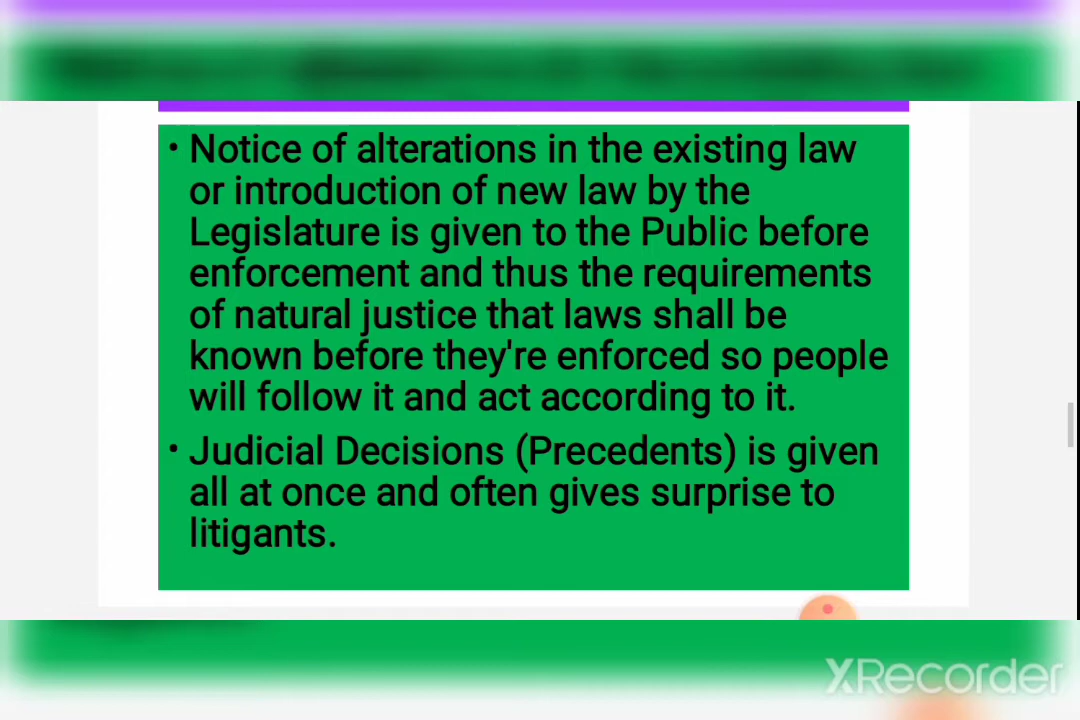 • Notice of alterations in the existing law
or introduction of new law by the
Legislature is given to the Public before
enforcement and thus the requirements
of natural justice that laws shall be
known before they're enforced so people
will follow it and act according to it.
• Judicial Decisions (Precedents) is given
all at once and often gives surprise to
litigants.
XRecorder